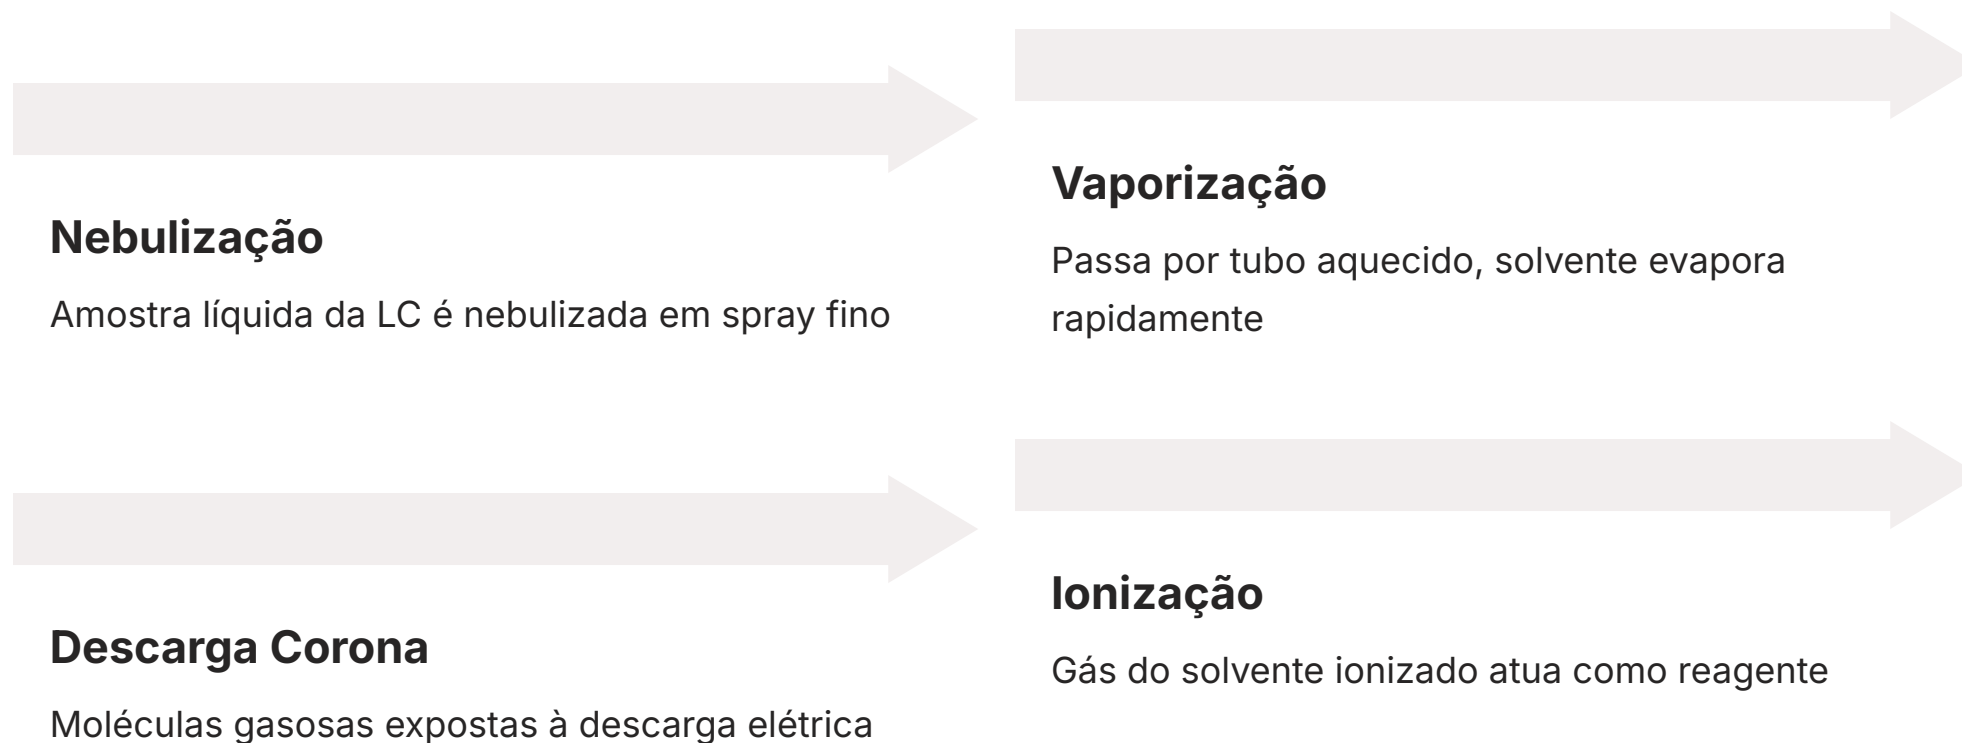 Nebulização
Amostra líquida da LC é nebulizada em spray fino
Vaporização
Passa por tubo aquecido, solvente evapora
rapidamente
Descarga Corona
Moléculas gasosas expostas à descarga elétrica
Ionização
Gás do solvente ionizado atua como reagente